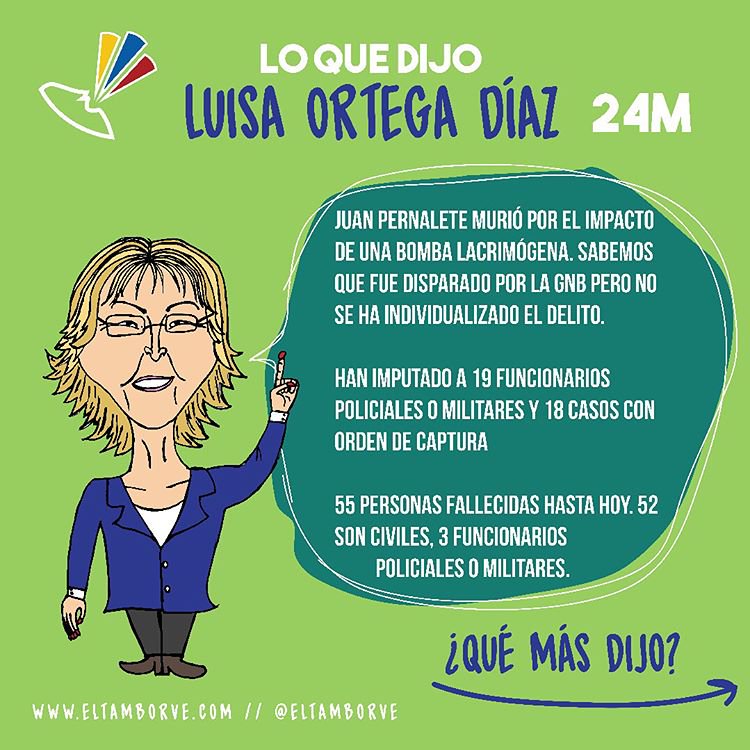 LO QUE DIJO
LUISA ORTEGA DÍAZ 24M
JUAN PERNALETE MURIÓ POR EL IMPACTO
DE UNA BOMBA LACRIMÓGENA. SABEMOS
QUE FUE DISPARADO POR LA GNB PERO NO
SE HA INDIVIDUALIZADO EL DELITO.
HAN IMPUTADO A 19 FUNCIONARIOS
POLICIALES O MILITARES Y 18 CASOS CON
ORDEN DE CAPTURA
55 PERSONAS FALLECIDAS HASTA HOY. 52
SON CIVILES, 3 FUNCIONARIOS
POLICIALES O MILITARES.
¿QUÉ MÁS DIJO?
WWW.ELTAMBORVE.COM // @ELTAMBORVE